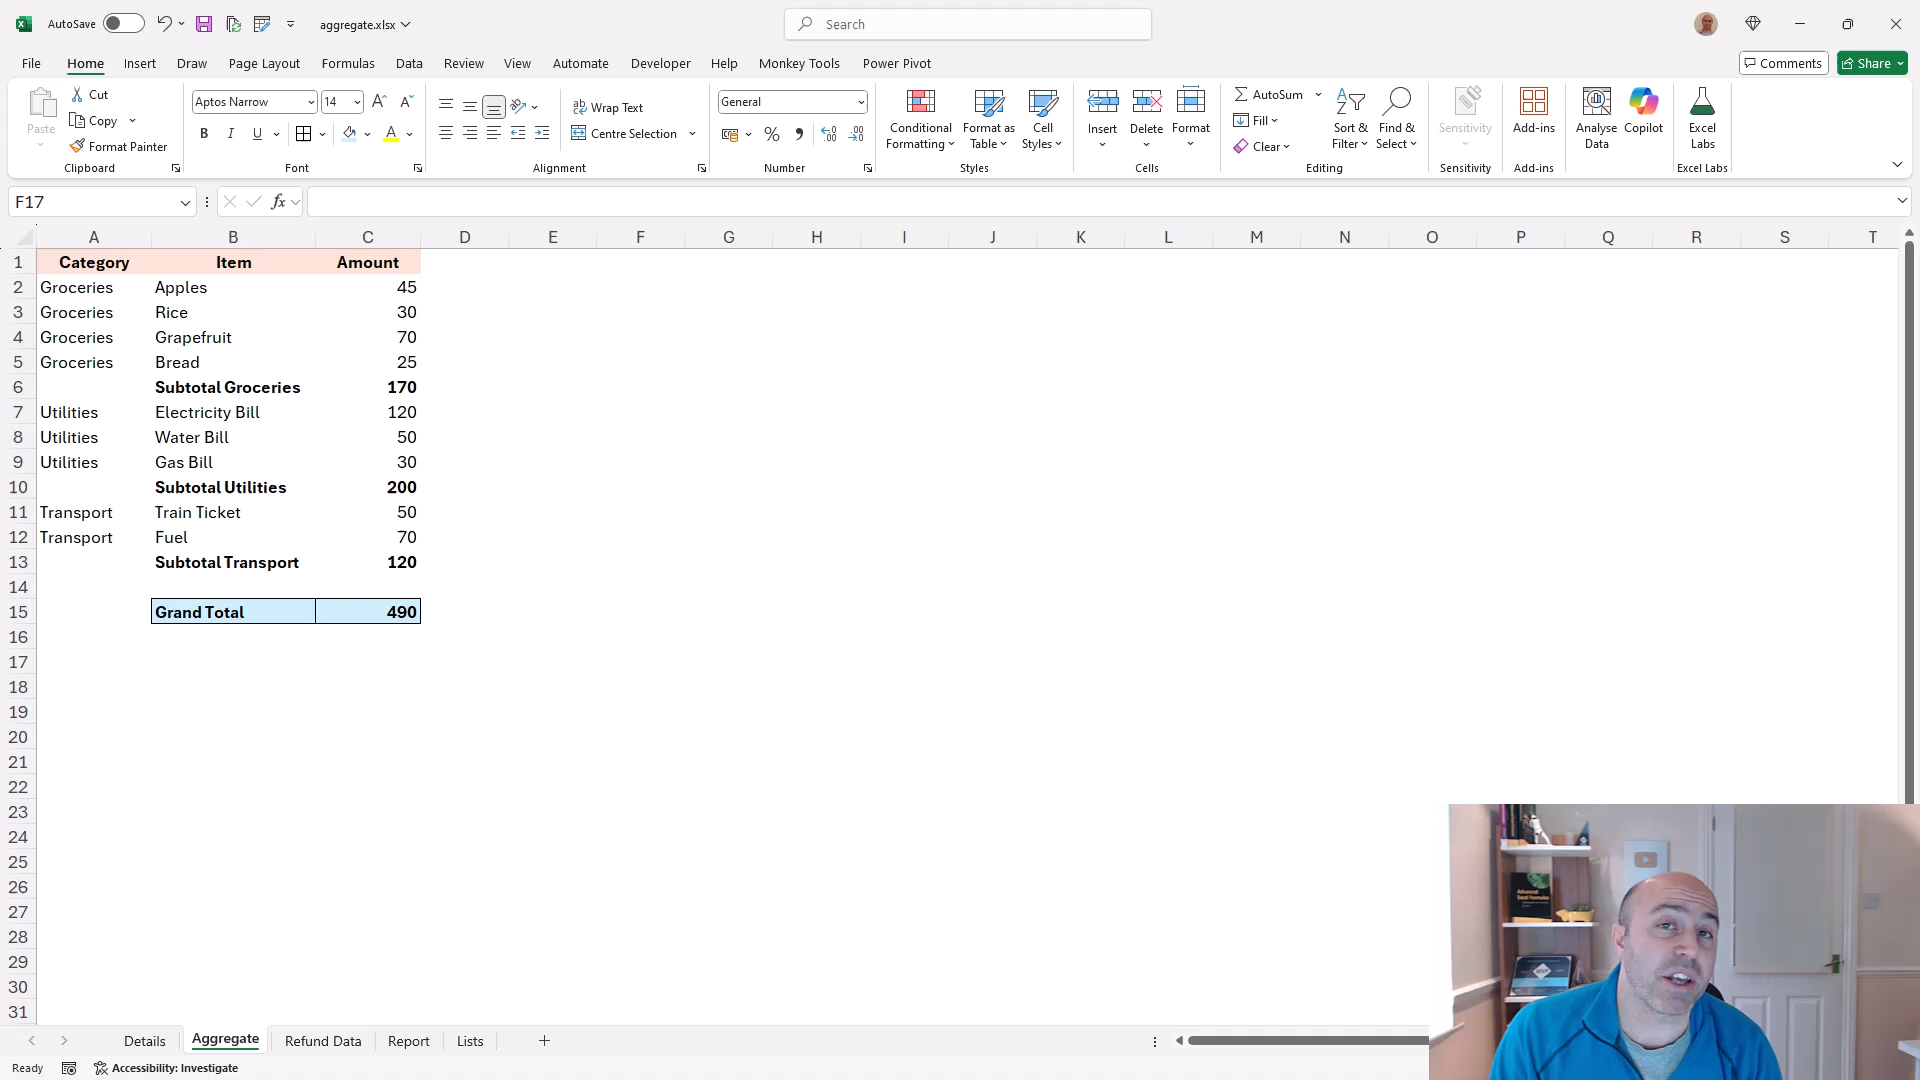 AutoSave
aggregate.xlsx
Search
File Home Insert Draw Page Layout Formulas Data Review View Automate Developer Help Monkey Tools Power Pivot
Comments Share
Paste
Cut
Copy
Format Painter
Clipboard
Aptos Narrow 14
B I U
Font
Wrap Text
Centre Selection
Alignment
General
Number
Conditional Formatting
Format as Table
Cell Styles
Styles
Insert Delete Format
Cells
AutoSum
Fill
Clear
Sort & Filter
Find & Select
Editing
Sensitivity
Sensitivity
Add-ins
Add-ins
Analyse Data
Copilot
Excel Labs
Excel Labs
F17 fx
A B C D E F G H I J K L M N O P Q R S T
1 Category Item Amount
2 Groceries Apples 45
3 Groceries Rice 30
4 Groceries Grapefruit 70
5 Groceries Bread 25
6 Subtotal Groceries 170
7 Utilities Electricity Bill 120
8 Utilities Water Bill 50
9 Utilities Gas Bill 30
10 Subtotal Utilities 200
11 Transport Train Ticket 50
12 Transport Fuel 70
13 Subtotal Transport 120
14
15 Grand Total 490
16
17
18
19
20
21
22
23
24
25
26
27
28
29
30
31
Advanced
Excel Formulas
Details Aggregate Refund Data Report Lists
Ready Accessibility: Investigate